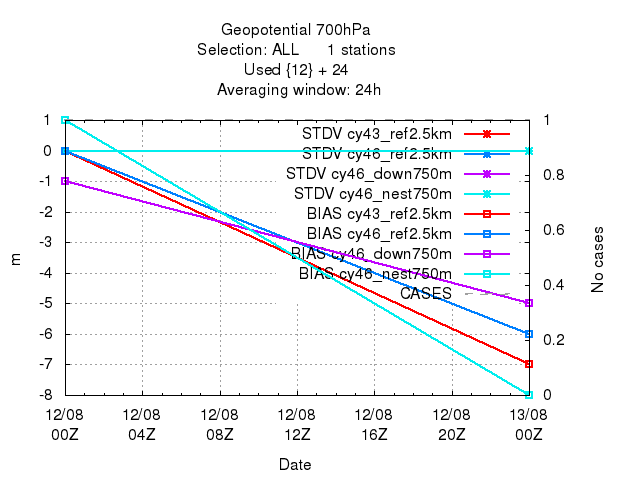 Geopotential 700hPa
Selection: ALL 1 stations
Used {12} + 24
Averaging window: 24h
STDV cy43_ref2.5km
STDV cy46_ref2.5km
STDV cy46_down750m
STDV cy46_nest750m
BIAS cy43_ref2.5km
BIAS cy46_ref2.5km
BIAS cy46_down750m
BIAS cy46_nest750m
CASES
1
0
-1
-2
-3
-4
-5
-6
-7
-8
m
1
0.8
0.6
0.4
0.2
0
No cases
12/08 12/08 12/08 12/08 12/08 12/08 13/08
00Z 04Z 08Z 12Z 16Z 20Z 00Z
Date